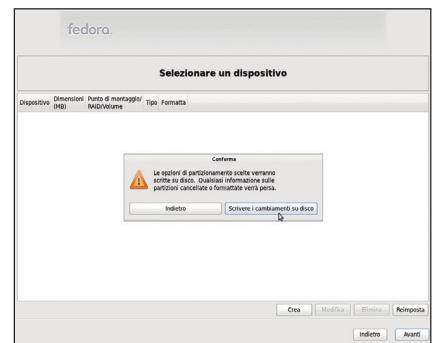 fedora.
Selezionare un dispositivo
Dispositivo Dimensioni (MB) Punto di montaggio/ RAID/Volume Tipo Formatta
Conferma
Le opzioni di partizionamento scelte verranno
scritte su disco. Qualsiasi informazione sulle
partizioni cancellate o formattate verrà persa.
Indietro Scrivere i cambiamenti su disco
Crea Modifica Elimina Reimposta
Indietro Avanti